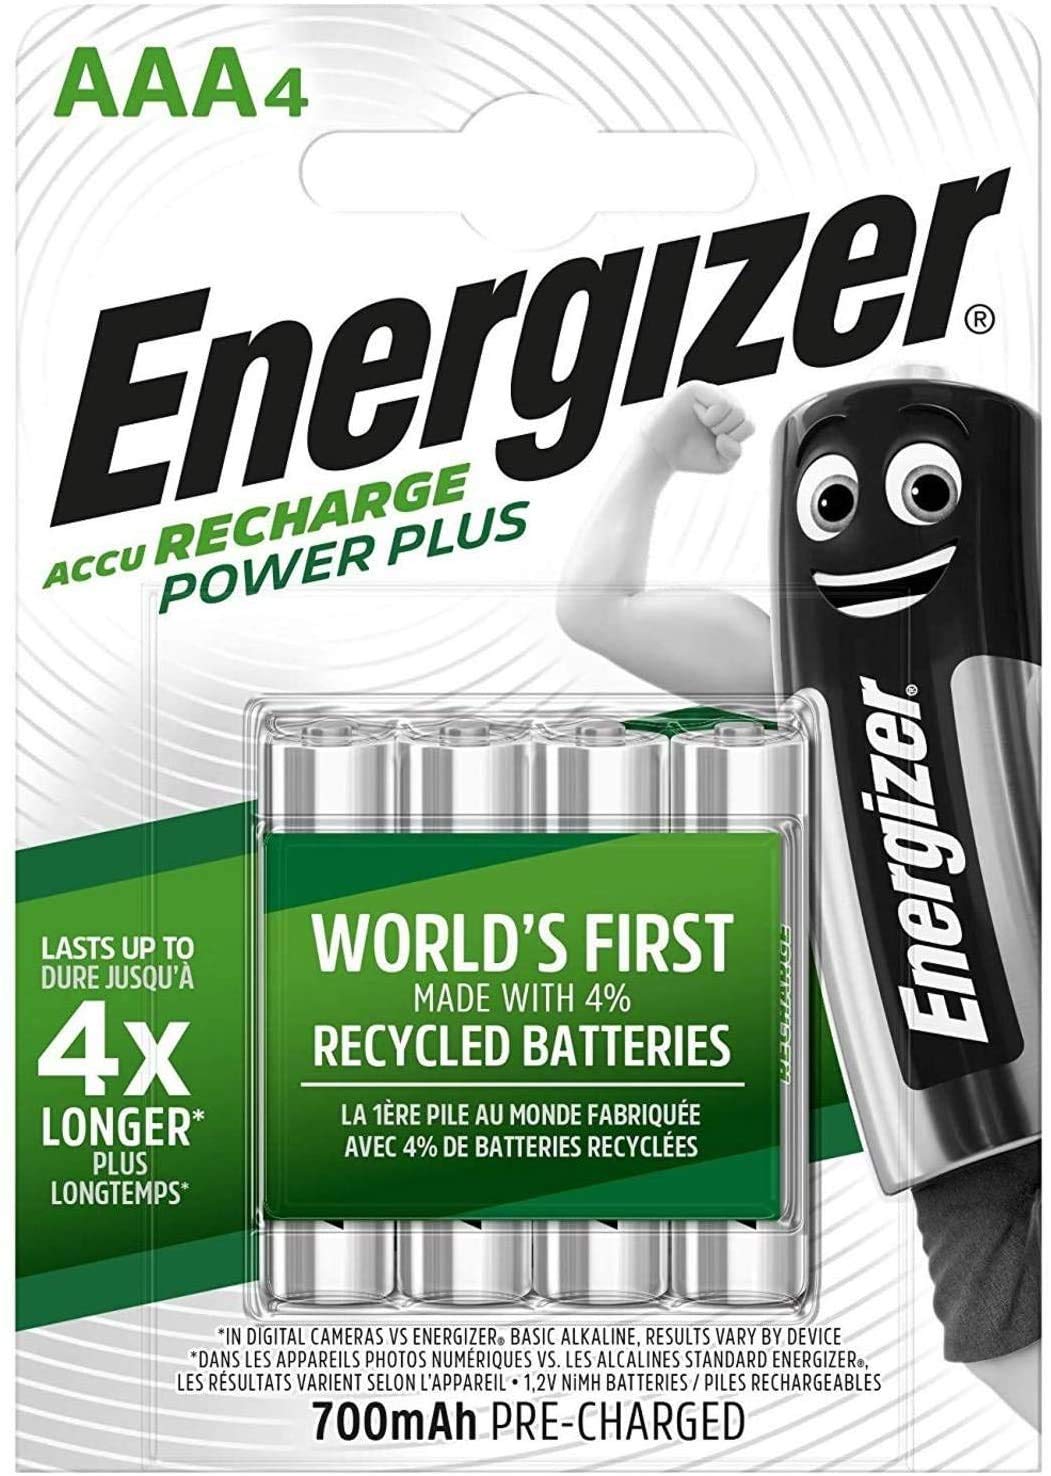 AAA4
Energizer®
ACCU RECHARGE
POWER PLUS
Energizer®
LASTS UP TO
DURE JUSQU'À
4x
LONGER*
PLUS
LONGTEMPS*
WORLD'S FIRST
MADE WITH 4%
RECYCLED BATTERIES
LA 1ÈRE PILE AU MONDE FABRIQUÉE
AVEC 4% DE BATTERIES RECYCLÉES
RECHARGE
*IN DIGITAL CAMERAS VS ENERGIZER® BASIC ALKALINE, RESULTS VARY BY DEVICE
*DANS LES APPAREILS PHOTOS NUMÉRIQUES VS. LES ALCALINES STANDARD ENERGIZER®,
LES RÉSULTATS VARIENT SELON L'APPAREIL • 1,2V NiMH BATTERIES / PILES RECHARGEABLES
700mAh PRE-CHARGED